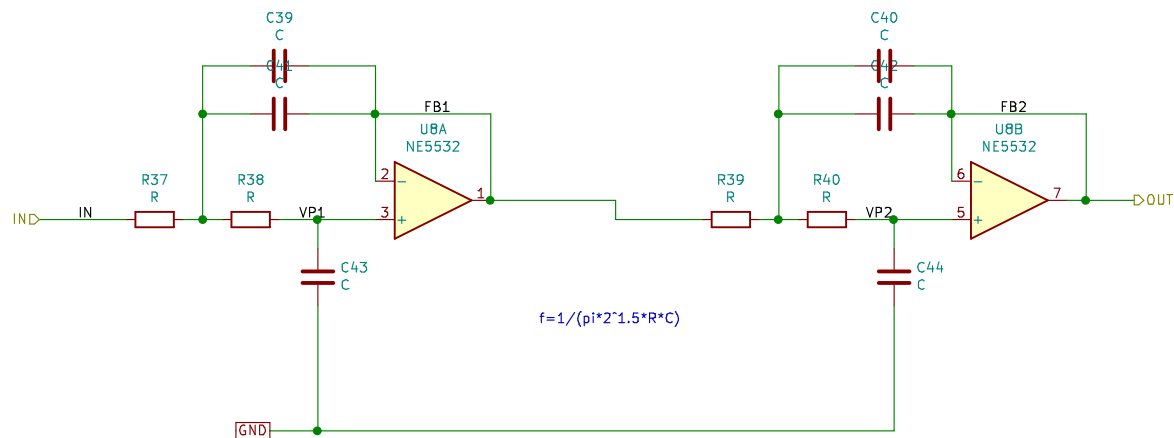 C39
C
C41
C
FB1
U8A
NE5532
2
3
1
R37
R
R38
R
IN
IN
VP1
C43
C
C40
C
C42
C
FB2
U8B
NE5532
6
5
7
R39
R
R40
R
VP2
OUT
C44
C
f=1/(pi*2^1.5*R*C)
GND